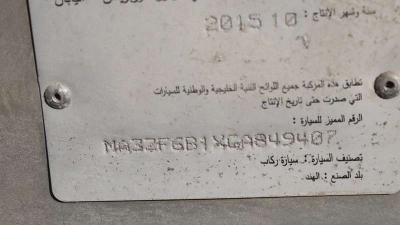 سنة وشهر الإنتاج: 201510
تطابق هذه المركبة جميع اللوائح الفنية الخليجية والوطنية للسيارات
التي صدرت حتى تاريخ الإنتاج
الرقم المميز للسيارة:
MA3ZF6B1XGA849407
تصنيف السيارة: سيارة ركاب
بلد الصنع: الهند